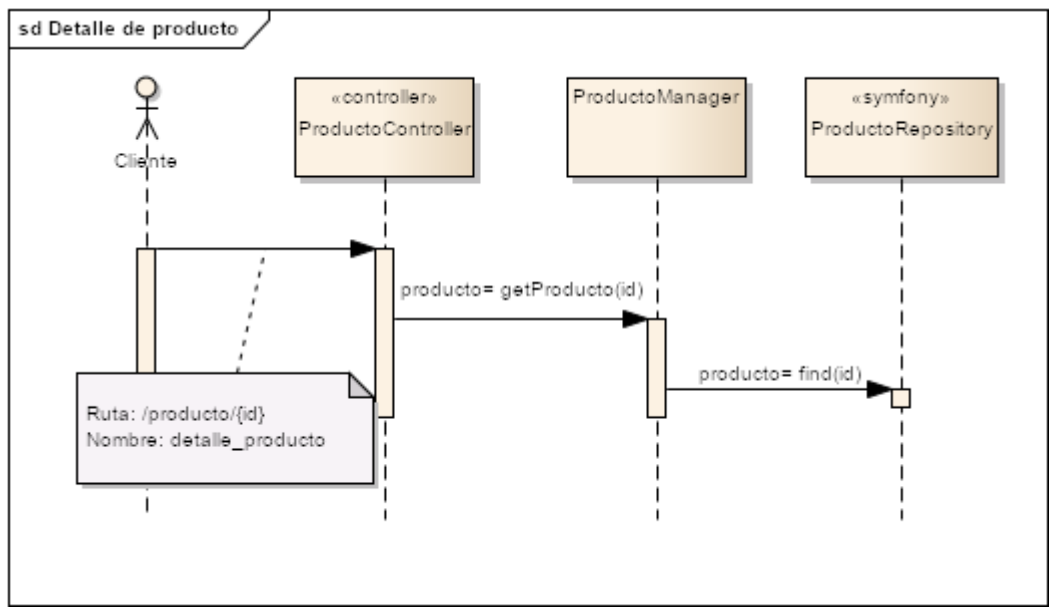 sd Detalle de producto
Cliente
«controller»
ProductoController
ProductoManager
«symfony»
ProductoRepository
producto= getProducto(id)
producto= find(id)
Ruta: /producto/{id}
Nombre: detalle_producto